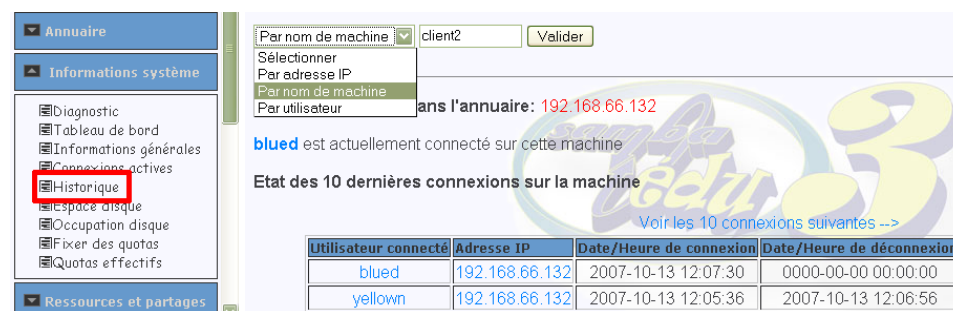 Annuaire
Informations système
Diagnostic
Tableau de bord
Informations générales
Connexions actives
Historique
Espace disque
Occupation disque
Fixer des quotas
Quotas effectifs
Ressources et partages
Par nom de machine client2 Valider
Sélectionner
Par adresse IP
Par nom de machine
Par utilisateur
ans l'annuaire: 192.168.66.132
blued est actuellement connecté sur cette machine
Etat des 10 dernières connexions sur la machine
samba edu 3
Voir les 10 connexions suivantes -->
Utilisateur connecté Adresse IP Date/Heure de connexion Date/Heure de déconnexion
blued 192.168.66.132 2007-10-13 12:07:30 0000-00-00 00:00:00
yellown 192.168.66.132 2007-10-13 12:05:36 2007-10-13 12:06:56